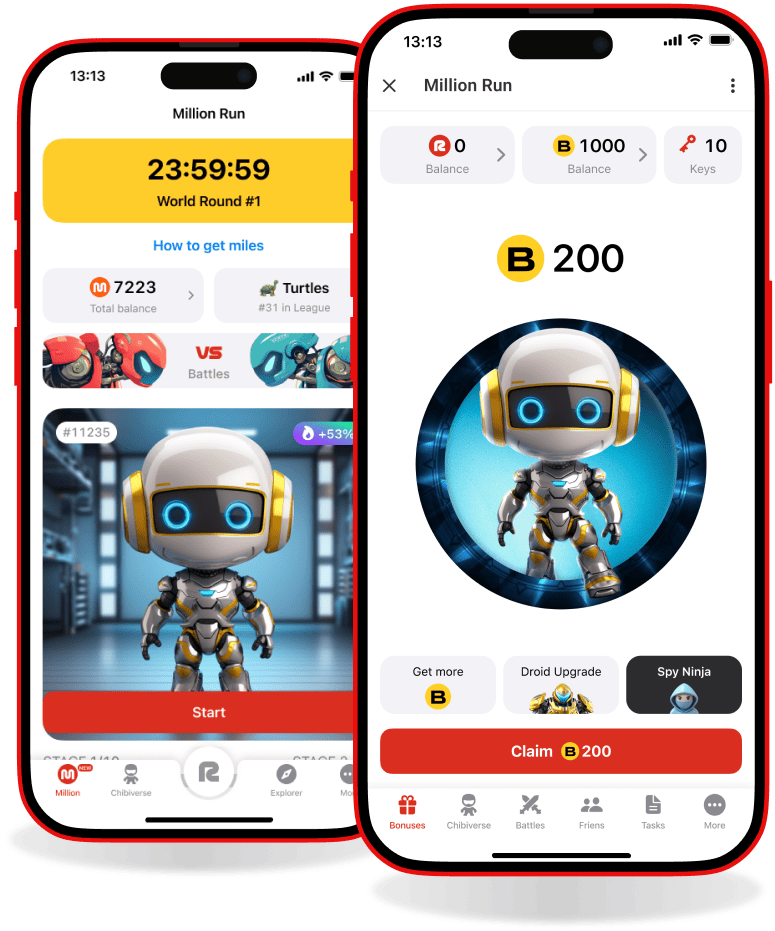 13:13
Million Run
23:59:59
World Round #1
How to get miles
7223
Total balance
Turtles
#31 in League
VS
Battles
#11235
+53%
Start
STAGE 1/10
Million
NEW
Chibiverse
Explorer
13:13
Million Run
R 0
Balance
B 1000
Balance
10
Keys
B 200
Get more
B
Droid Upgrade
Spy Ninja
Claim B 200
Bonuses
Chibiverse
Battles
Friens
Tasks
More